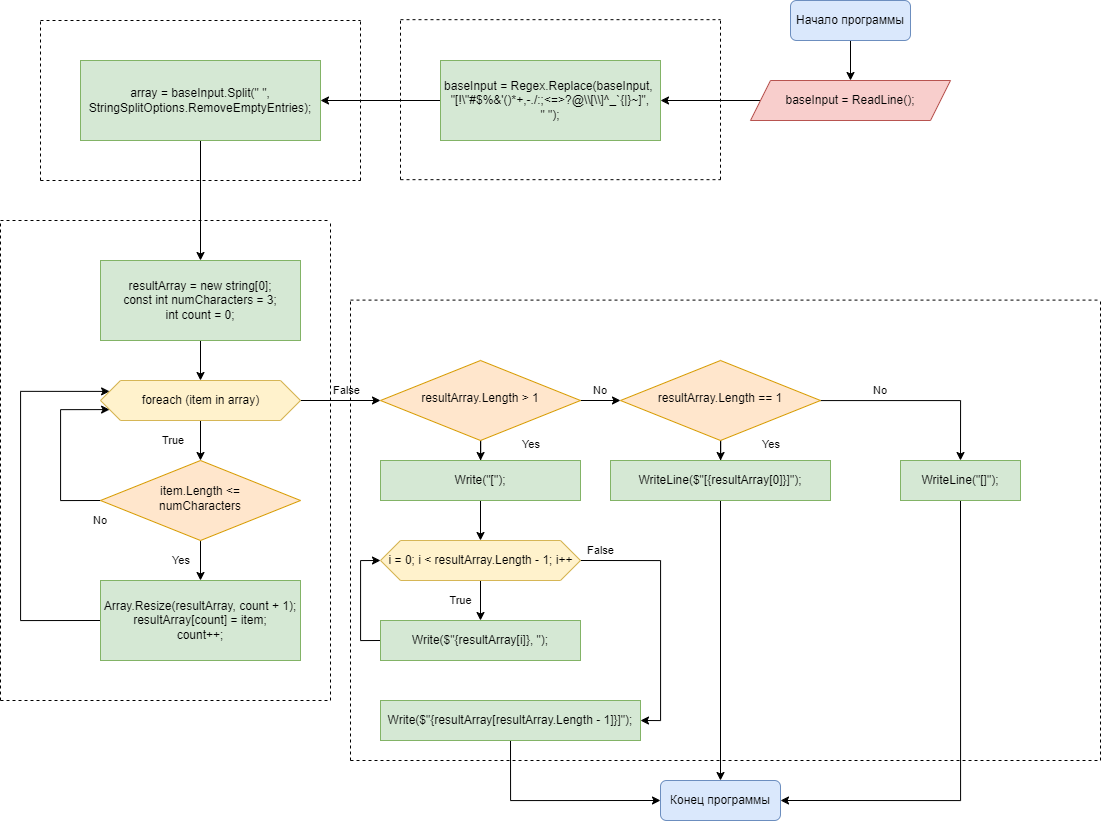 Начало программы
baseInput = ReadLine();
baseInput = Regex.Replace(baseInput,
"[!\"#$%&'()*+,-./:;<=>?@\\[\\]^_`{|}~]",
" ");
array = baseInput.Split(" ",
StringSplitOptions.RemoveEmptyEntries);
resultArray = new string[0];
const int numCharacters = 3;
int count = 0;
foreach (item in array)
False
True
item.Length <=
numCharacters
No
Yes
Array.Resize(resultArray, count + 1);
resultArray[count] = item;
count++;
resultArray.Length > 1
No
Yes
resultArray.Length == 1
No
Yes
Write("[");
WriteLine($"[{resultArray[0]}]");
WriteLine("[]");
i = 0; i < resultArray.Length - 1; i++
False
True
Write($"{resultArray[i]}, ");
Write($"{resultArray[resultArray.Length - 1]}]");
Конец программы